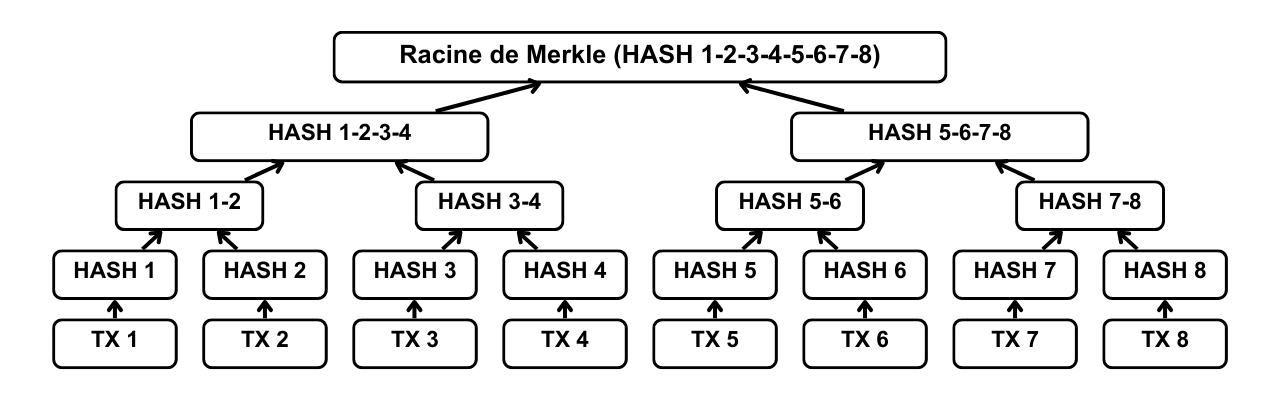 Racine de Merkle (HASH 1-2-3-4-5-6-7-8)
HASH 1-2-3-4
HASH 5-6-7-8
HASH 1-2
HASH 3-4
HASH 5-6
HASH 7-8
HASH 1
HASH 2
HASH 3
HASH 4
HASH 5
HASH 6
HASH 7
HASH 8
TX 1
TX 2
TX 3
TX 4
TX 5
TX 6
TX 7
TX 8